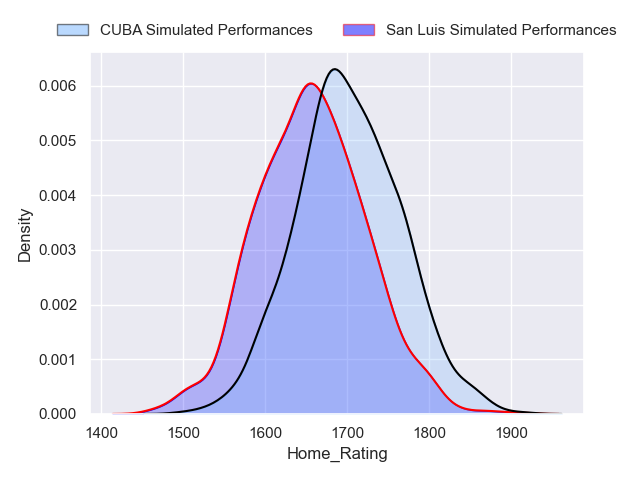 CUBA Simulated Performances
San Luis Simulated Performances
0.006
0.005
0.004
0.003
0.002
0.001
0.000
Density
1400 1500 1600 1700 1800 1900
Home_Rating